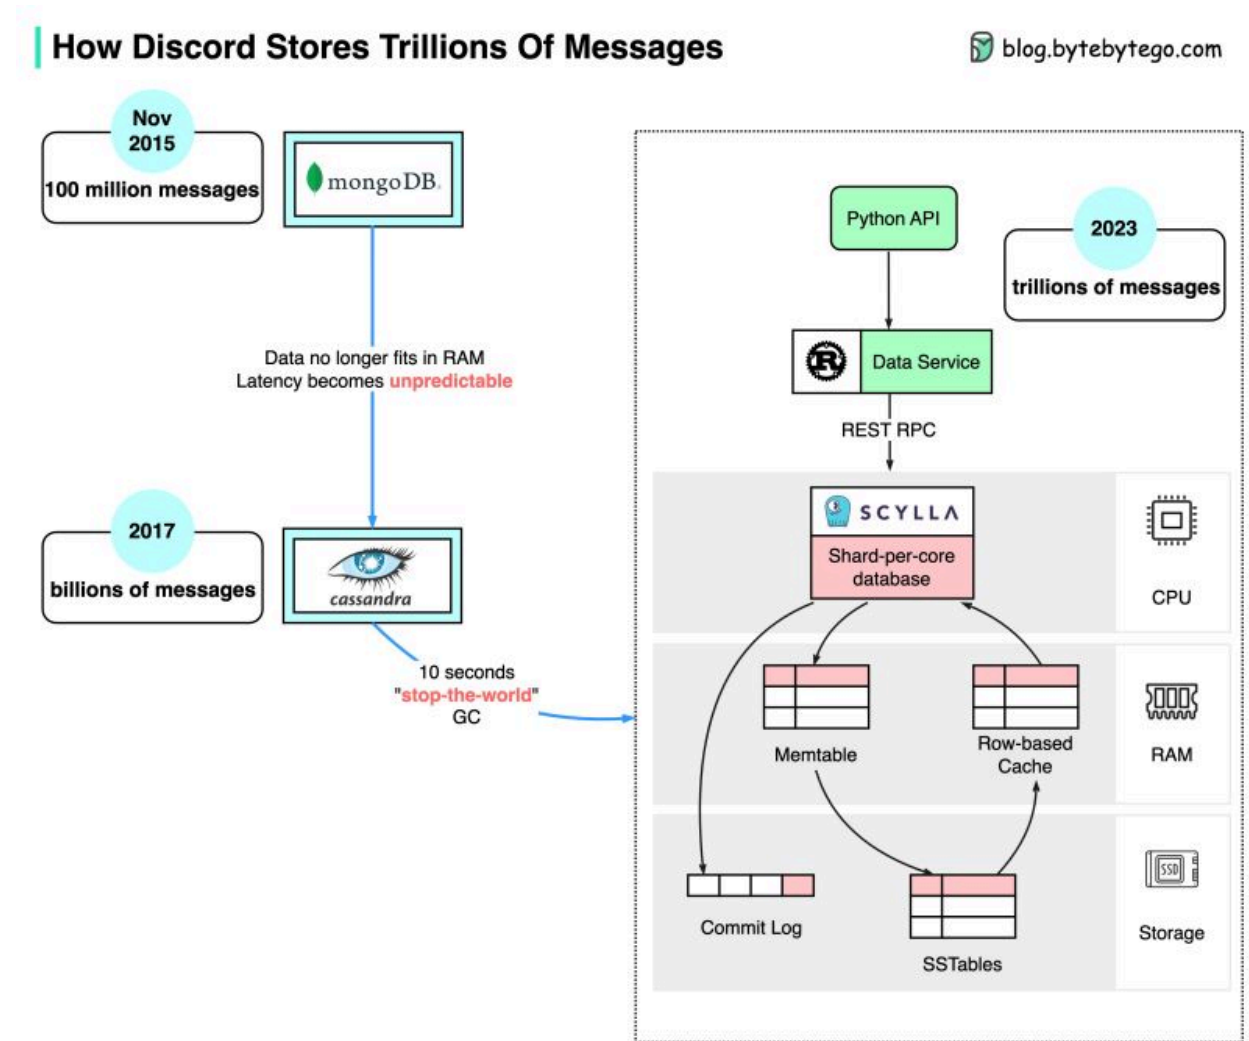 How Discord Stores Trillions Of Messages
blog.bytebytego.com
Nov
2015
100 million messages
mongoDB.
Data no longer fits in RAM
Latency becomes unpredictable
2017
billions of messages
cassandra
10 seconds
"stop-the-world"
GC
Python API
2023
trillions of messages
R
Data Service
REST RPC
SCYLLA
Shard-per-core
database
CPU
Memtable
Row-based
Cache
RAM
Commit Log
SSTables
SSD
Storage